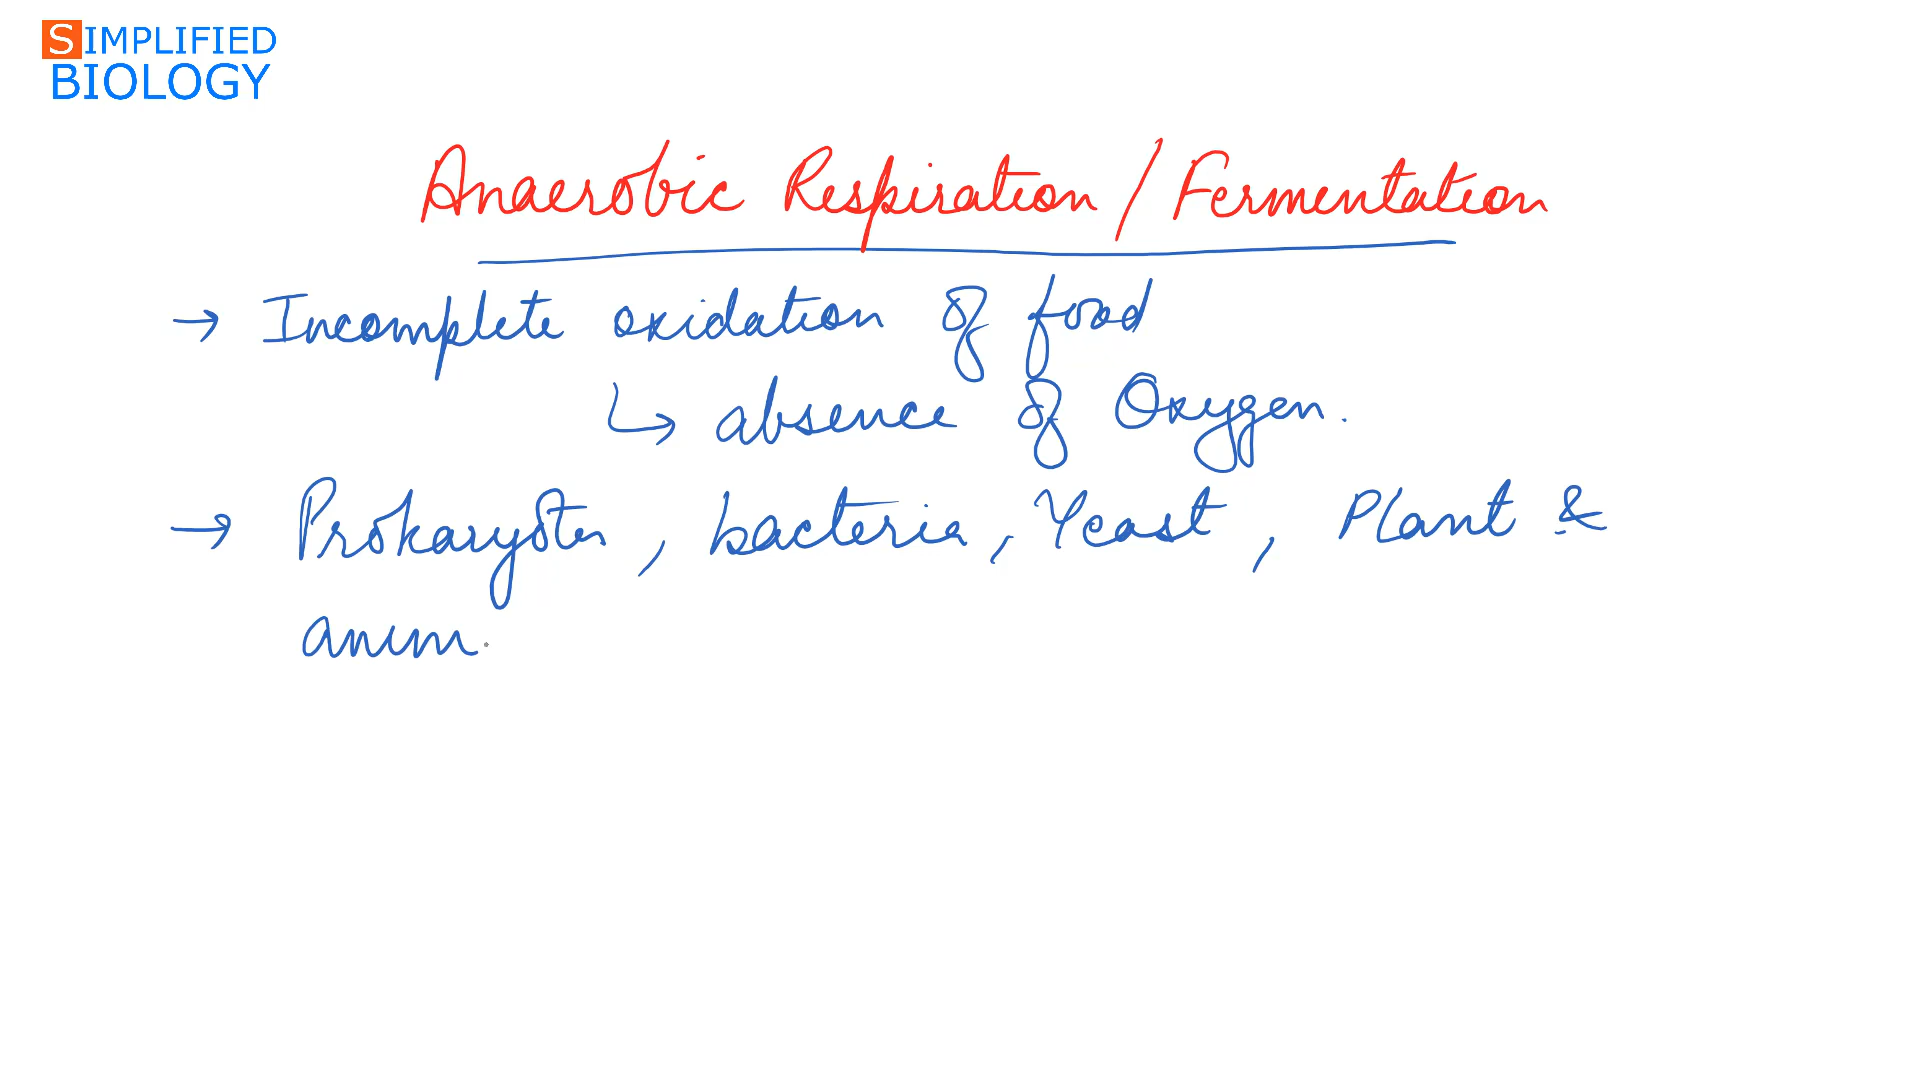 SIMPLIFIED
BIOLOGY
Anaerobic Respiration / Fermentation
→ Incomplete oxidation of food
↳ absence of Oxygen.
→ Prokaryotes, bacteria, Yeast, Plant &
anim